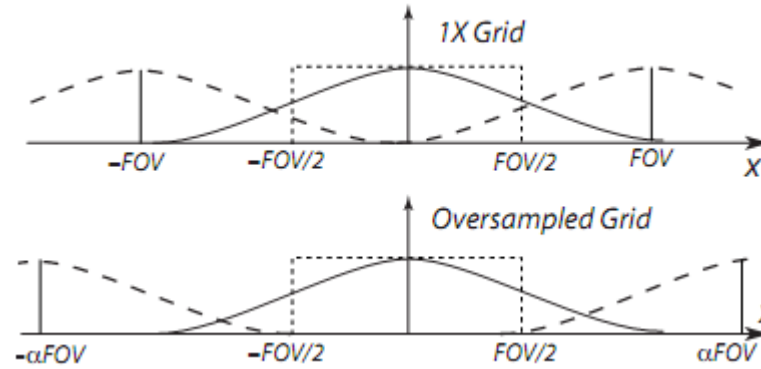 1X Grid
-FOV
-FOV/2
FOV/2
FOV
x
Oversampled Grid
-αFOV
-FOV/2
FOV/2
αFOV